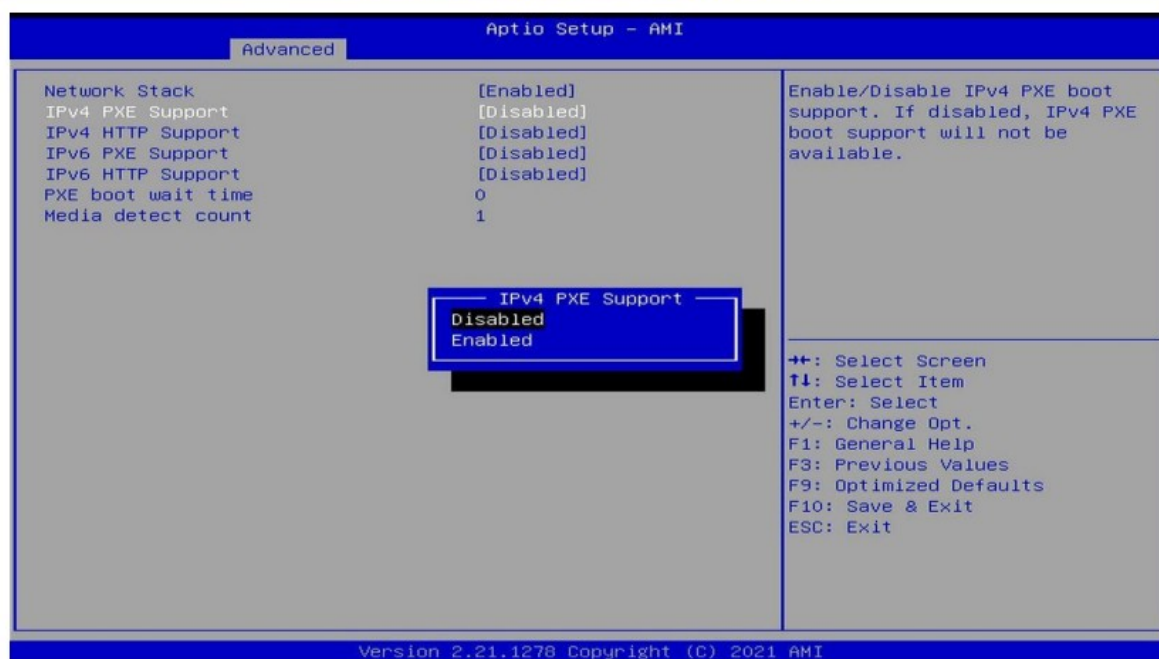 Aptio Setup - AMI
Advanced
Network Stack [Enabled]
IPv4 PXE Support [Disabled]
IPv4 HTTP Support [Disabled]
IPv6 PXE Support [Disabled]
IPv6 HTTP Support [Disabled]
PXE boot wait time 0
Media detect count 1
Enable/Disable IPv4 PXE boot
support. If disabled, IPv4 PXE
boot support will not be
available.
IPv4 PXE Support
Disabled
Enabled
→←: Select Screen
↑↓: Select Item
Enter: Select
+/-: Change Opt.
F1: General Help
F3: Previous Values
F9: Optimized Defaults
F10: Save & Exit
ESC: Exit
Version 2.21.1278 Copyright (C) 2021 AMI